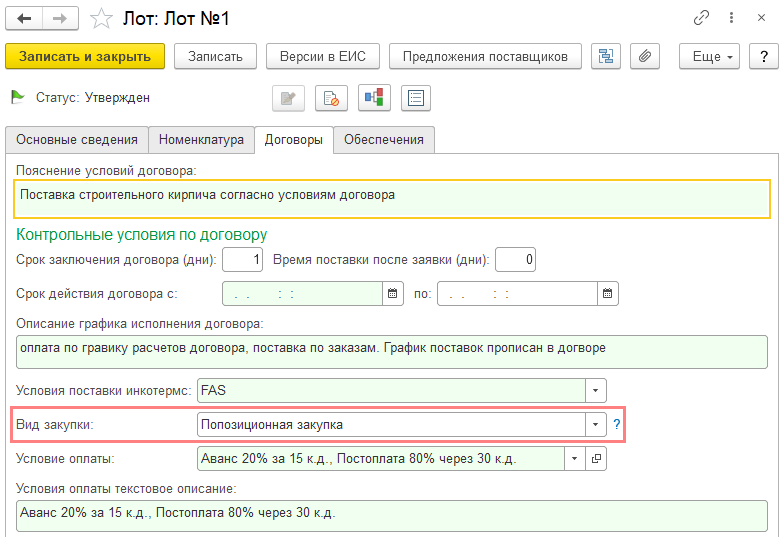 Лот: Лот №1
Записать и закрыть Записать Версии в ЕИС Предложения поставщиков Еще ?
Статус: Утвержден
Основные сведения Номенклатура Договоры Обеспечения
Пояснение условий договора:
Поставка строительного кирпича согласно условиям договора
Контрольные условия по договору
Срок заключения договора (дни): 1 Время поставки после заявки (дни): 0
Срок действия договора с: . . : : по: . . : :
Описание графика исполнения договора:
оплата по гравику расчетов договора, поставка по заказам. График поставок прописан в догворе
Условия поставки инкотермс: FAS
Вид закупки: Попозиционная закупка ?
Условие оплаты: Аванс 20% за 15 к.д., Постоплата 80% через 30 к.д.
Условия оплаты текстовое описание:
Аванс 20% за 15 к.д., Постоплата 80% через 30 к.д.